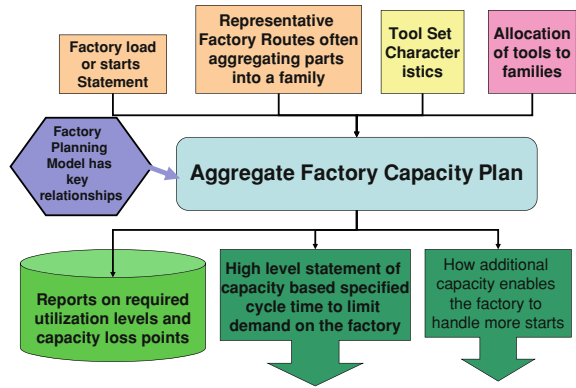 Factory load
or starts
Statement
Representative
Factory Routes often
aggregating parts
into a family
Tool Set
Character
istics
Allocation
of tools to
families
Factory
Planning
Model has
key
relationships
Aggregate Factory Capacity Plan
Reports on required
utilization levels and
capacity loss points
High level statement of
capacity based specified
cycle time to limit
demand on the factory
How additional
capacity enables
the factory to
handle more starts